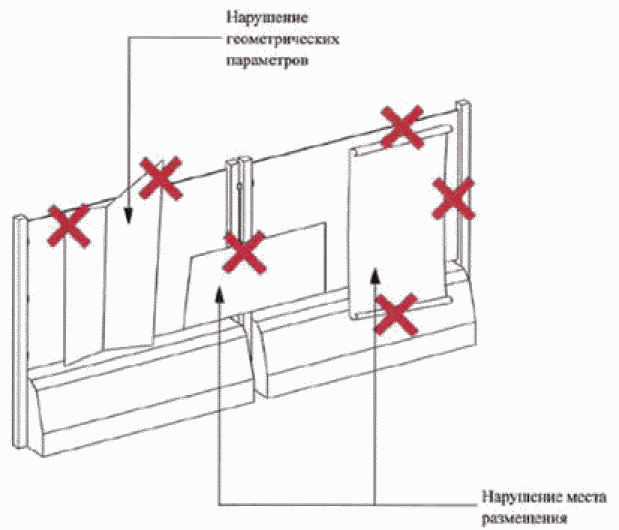 Нарушение
геометрических
параметров
Нарушение места
размещения